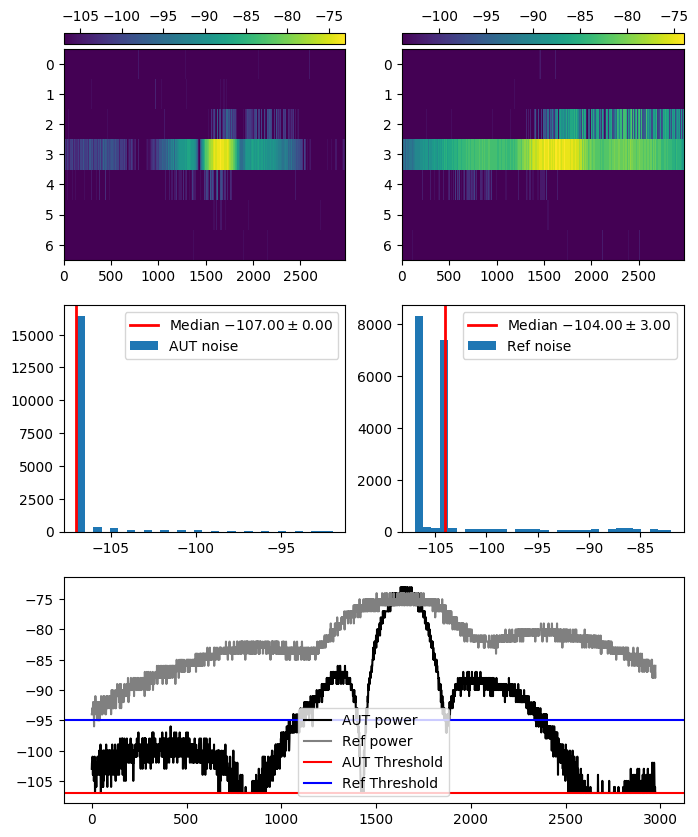 −105 −100 −95 −90 −85 −80 −75
−100 −95 −90 −85 −80 −75
0
1
2
3
4
5
6
0 500 1000 1500 2000 2500
0
1
2
3
4
5
6
0 500 1000 1500 2000 2500
15000
12500
10000
7500
5000
2500
0
−105 −100 −95
Median −107.00 ± 0.00
AUT noise
8000
6000
4000
2000
0
−105 −100 −95 −90 −85
Median −104.00 ± 3.00
Ref noise
−75
−80
−85
−90
−95
−100
−105
0 500 1000 1500 2000 2500 3000
AUT power
Ref power
AUT Threshold
Ref Threshold